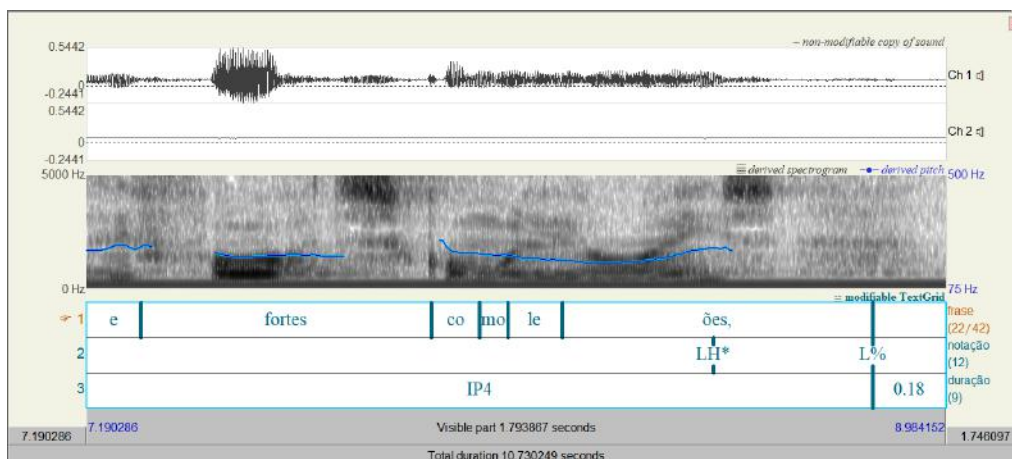 – non-modifiable copy of sound
0.5442
0
-0.2441
Ch 1
0.5442
0
-0.2441
Ch 2
derived spectrogram derived pitch
5000 Hz 500 Hz
0 Hz 75 Hz
modifiable TextGrid
1 e fortes co mo le ões, frase (22/42)
2 LH* L% notação (12)
3 IP4 0.18 duração (9)
7.190286 7.190286 Visible part 1.793867 seconds 8.984152 1.746097
Total duration 10.730249 seconds